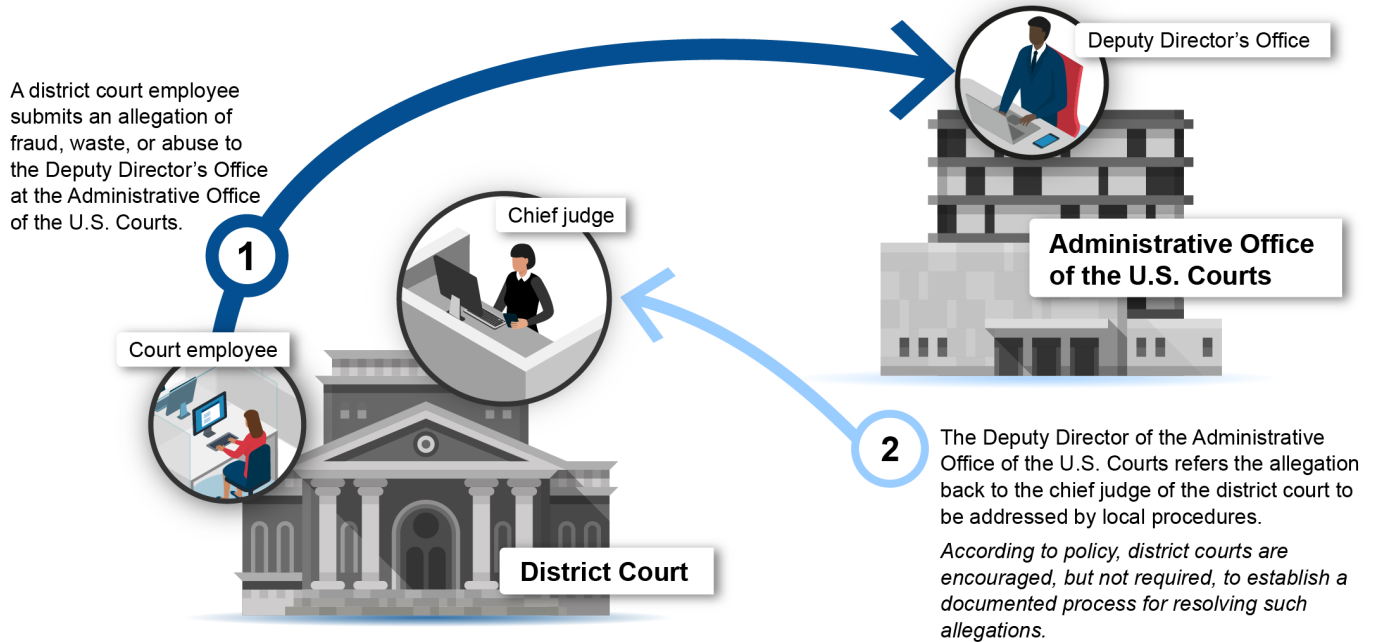 A district court employee
submits an allegation of
fraud, waste, or abuse to
the Deputy Director’s Office
at the Administrative Office
of the U.S. Courts.
1
Court employee
Chief judge
District Court
Deputy Director’s Office
Administrative Office
of the U.S. Courts
2
The Deputy Director of the Administrative
Office of the U.S. Courts refers the allegation
back to the chief judge of the district court to
be addressed by local procedures.
According to policy, district courts are
encouraged, but not required, to establish a
documented process for resolving such
allegations.